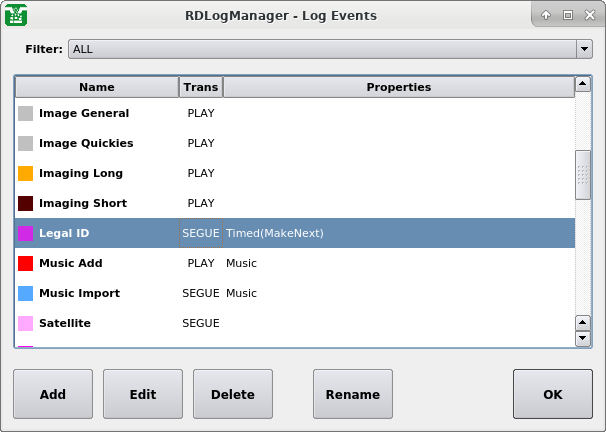 RDLogManager - Log Events
Filter: ALL
Name Trans Properties
Image General PLAY
Image Quickies PLAY
Imaging Long PLAY
Imaging Short PLAY
Legal ID SEGUE Timed(MakeNext)
Music Add PLAY Music
Music Import SEGUE Music
Satellite SEGUE
Add Edit Delete Rename OK